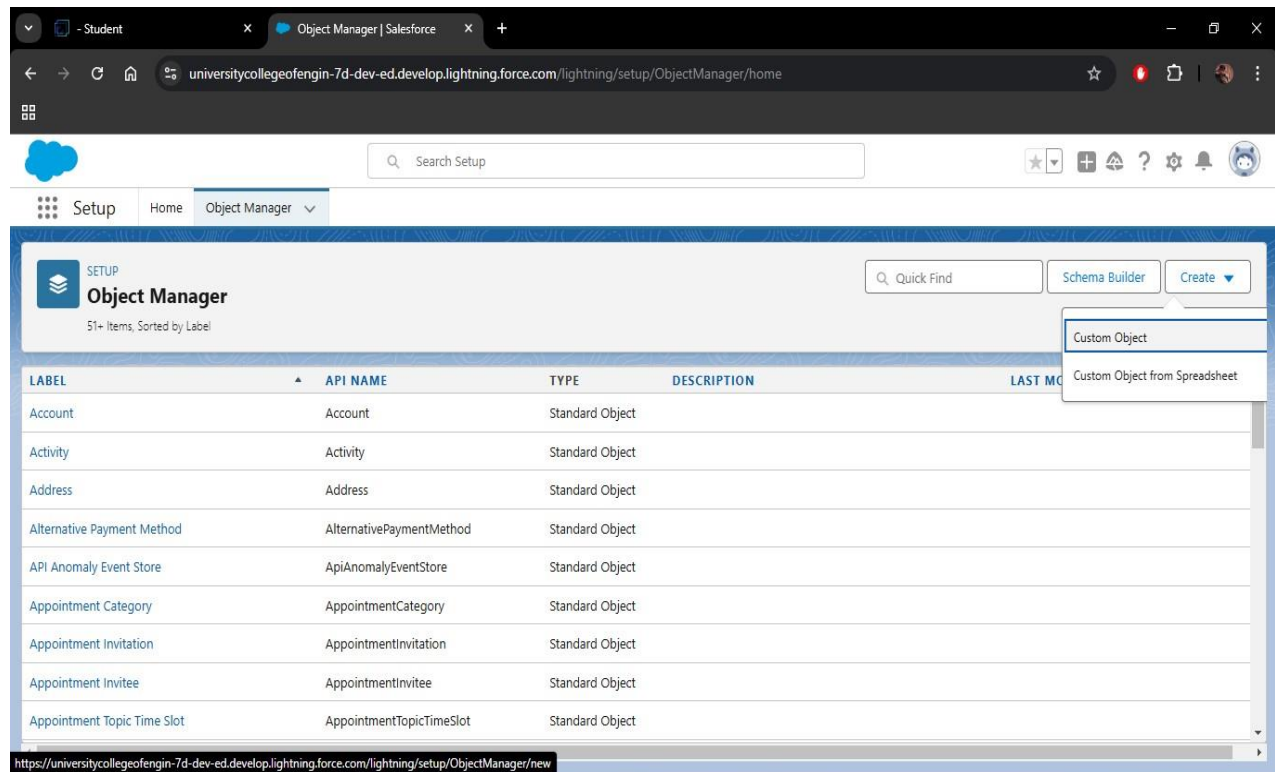 - Student
Object Manager | Salesforce
universitycollegeofengin-7d-dev-ed.develop.lightning.force.com/lightning/setup/ObjectManager/home
Search Setup
Setup Home Object Manager
SETUP
Object Manager
51+ Items, Sorted by Label
Quick Find
Schema Builder
Create
Custom Object
Custom Object from Spreadsheet
LABEL API NAME TYPE DESCRIPTION LAST MO
Account Account Standard Object
Activity Activity Standard Object
Address Address Standard Object
Alternative Payment Method AlternativePaymentMethod Standard Object
API Anomaly Event Store ApiAnomalyEventStore Standard Object
Appointment Category AppointmentCategory Standard Object
Appointment Invitation AppointmentInvitation Standard Object
Appointment Invitee AppointmentInvitee Standard Object
Appointment Topic Time Slot AppointmentTopicTimeSlot Standard Object
https://universitycollegeofengin-7d-dev-ed.develop.lightning.force.com/lightning/setup/ObjectManager/new